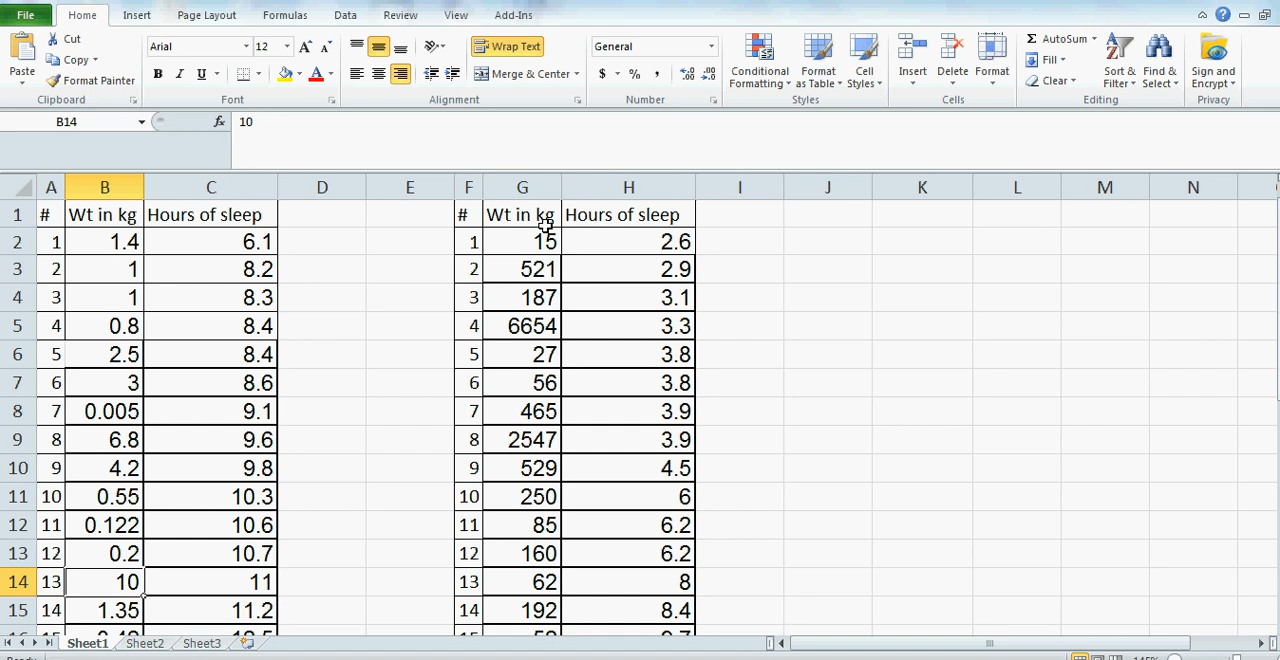 File Home Insert Page Layout Formulas Data Review View Add-Ins
Paste
Cut
Copy
Format Painter
Clipboard
Arial 12 A A
B I U A
Font
Wrap Text
Merge & Center
Alignment
General
$ % ,
Number
Conditional Formatting
Format as Table
Cell Styles
Styles
Insert Delete Format
Cells
Σ AutoSum
Fill
Clear
Sort & Filter
Find & Select
Editing
Sign and Encrypt
Privacy
B14 fx 10
A B C D E F G H I J K L M N
1 # Wt in kg Hours of sleep # Wt in kg Hours of sleep
2 1 1.4 6.1 1 15 2.6
3 2 1 8.2 2 521 2.9
4 3 1 8.3 3 187 3.1
5 4 0.8 8.4 4 6654 3.3
6 5 2.5 8.4 5 27 3.8
7 6 3 8.6 6 56 3.8
8 7 0.005 9.1 7 465 3.9
9 8 6.8 9.6 8 2547 3.9
10 9 4.2 9.8 9 529 4.5
11 10 0.55 10.3 10 250 6
12 11 0.122 10.6 11 85 6.2
13 12 0.2 10.7 12 160 6.2
14 13 10 11 13 62 8
15 14 1.35 11.2 14 192 8.4
Sheet1 Sheet2 Sheet3